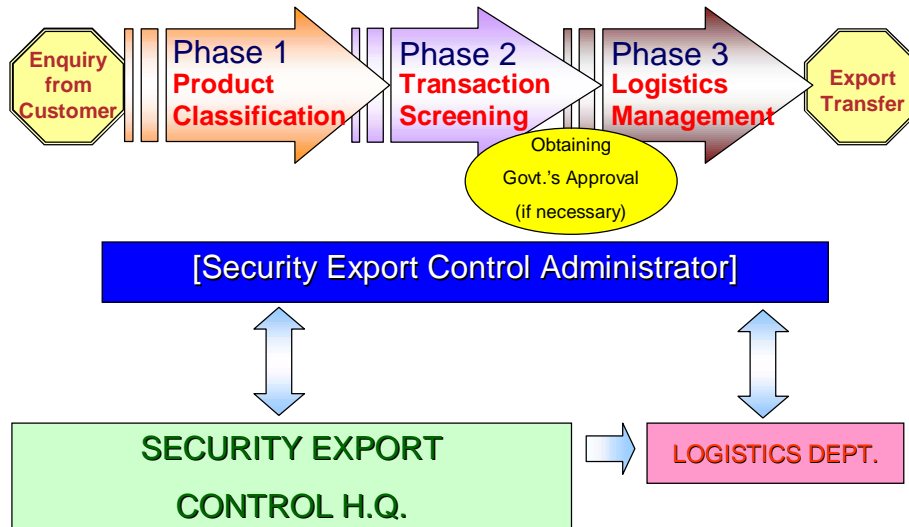 Enquiry
from
Customer
Phase 1
Product
Classification
Phase 2
Transaction
Screening
Phase 3
Logistics
Management
Export
Transfer
Obtaining
Govt.'s Approval
(if necessary)
[Security Export Control Administrator]
SECURITY EXPORT
CONTROL H.Q.
LOGISTICS DEPT.